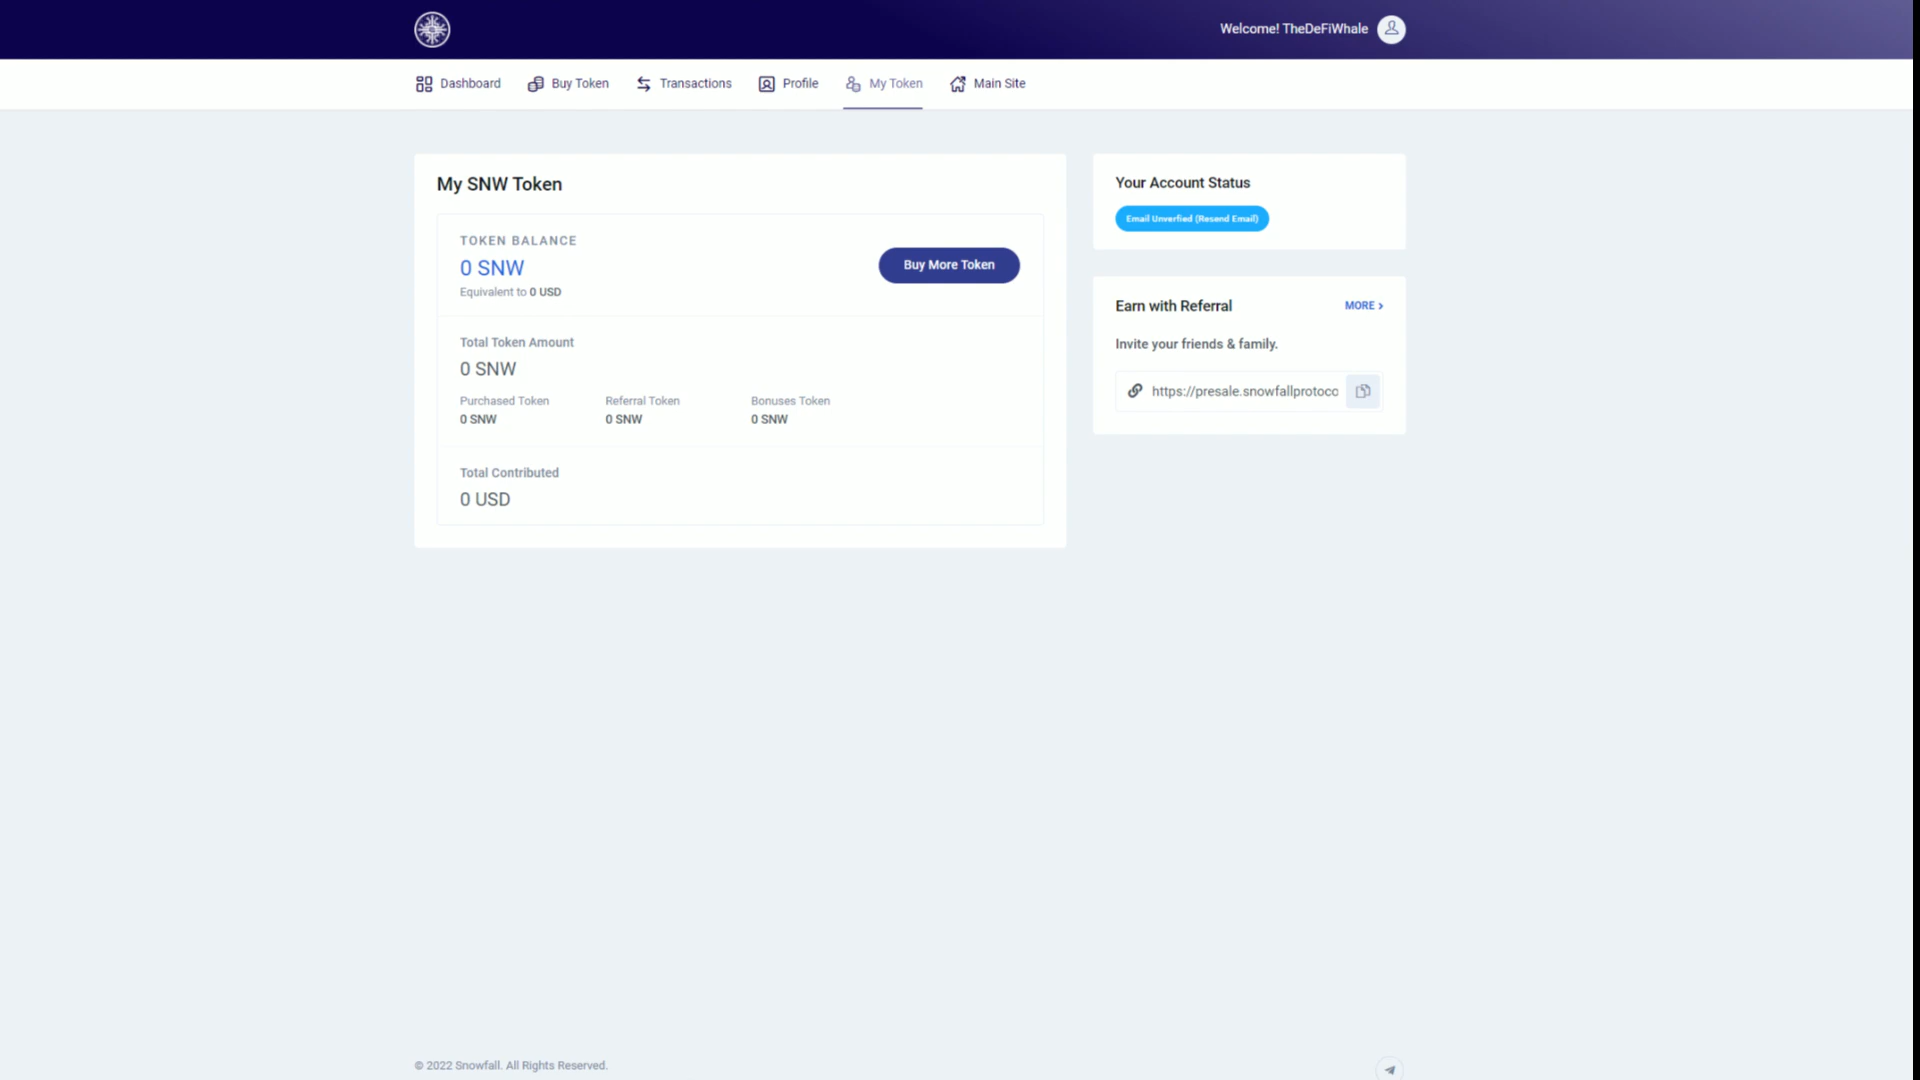 Welcome! TheDeFiWhale
Dashboard Buy Token Transactions Profile My Token Main Site
My SNW Token
TOKEN BALANCE
0 SNW
Equivalent to 0 USD
Buy More Token
Total Token Amount
0 SNW
Purchased Token Referral Token Bonuses Token
0 SNW 0 SNW 0 SNW
Total Contributed
0 USD
Your Account Status
Email Unverfied (Resend Email)
Earn with Referral MORE >
Invite your friends & family.
https://presale.snowfallprotoco
© 2022 Snowfall. All Rights Reserved.